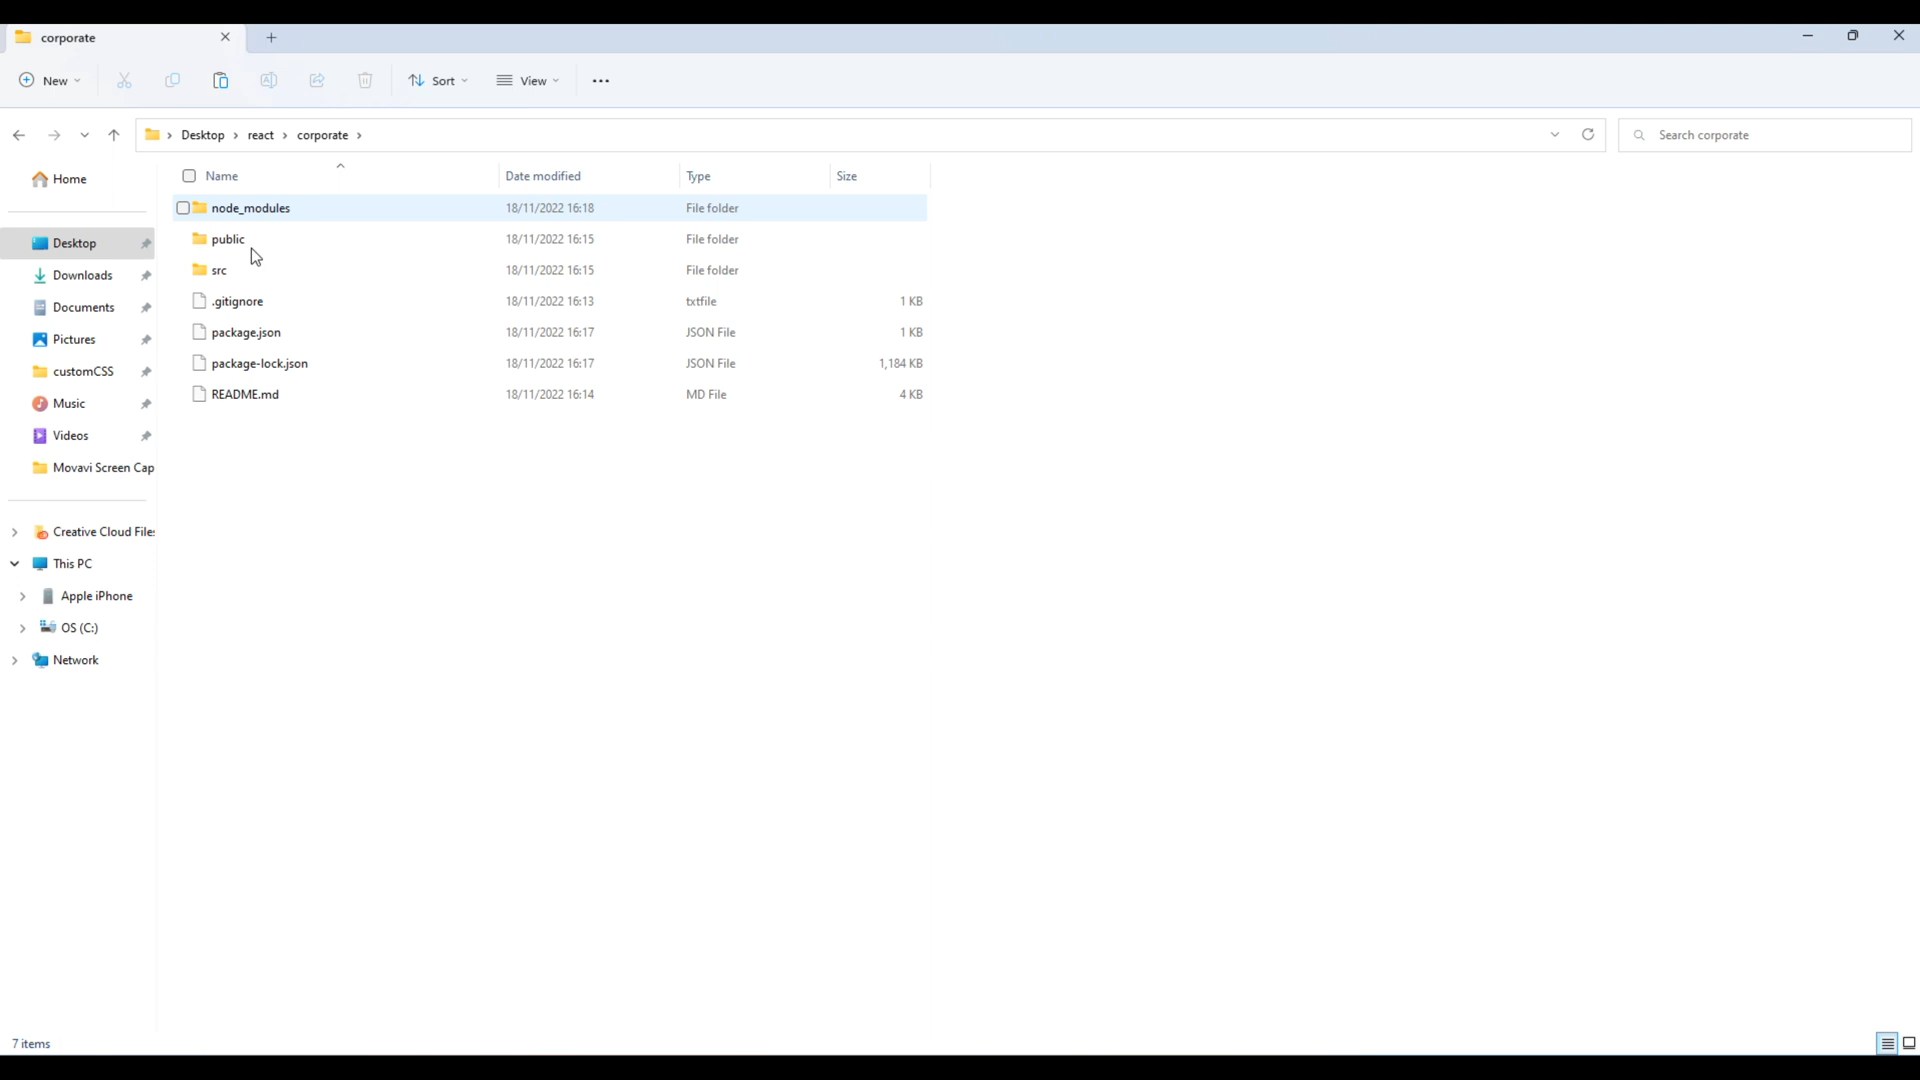 corporate
New
Sort
View
Desktop
react
corporate
Search corporate
Home
Desktop
Downloads
Documents
Pictures
customCSS
Music
Videos
Movavi Screen Cap
Creative Cloud Files
This PC
Apple iPhone
OS (C:)
Network
Name Date modified Type Size
node_modules 18/11/2022 16:18 File folder
public 18/11/2022 16:15 File folder
src 18/11/2022 16:15 File folder
.gitignore 18/11/2022 16:13 txtfile 1 KB
package.json 18/11/2022 16:17 JSON File 1 KB
package-lock.json 18/11/2022 16:17 JSON File 1,184 KB
README.md 18/11/2022 16:14 MD File 4 KB
7 items